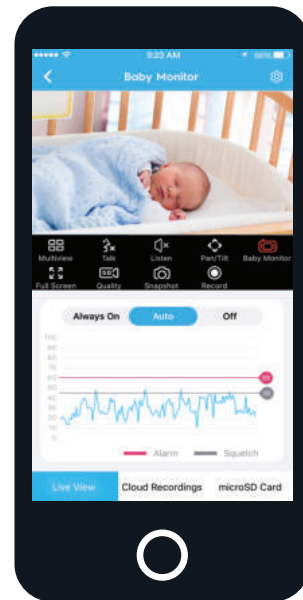 9:23 AM
Baby Monitor
Multiview Talk Listen Pan/Tilt Baby Monitor
Full Screen Quality Snapshot Record
Always On Auto Off
100
90
80
70
60
50
40
30
20
10
0
Alarm Squelch
Live View Cloud Recordings microSD Card